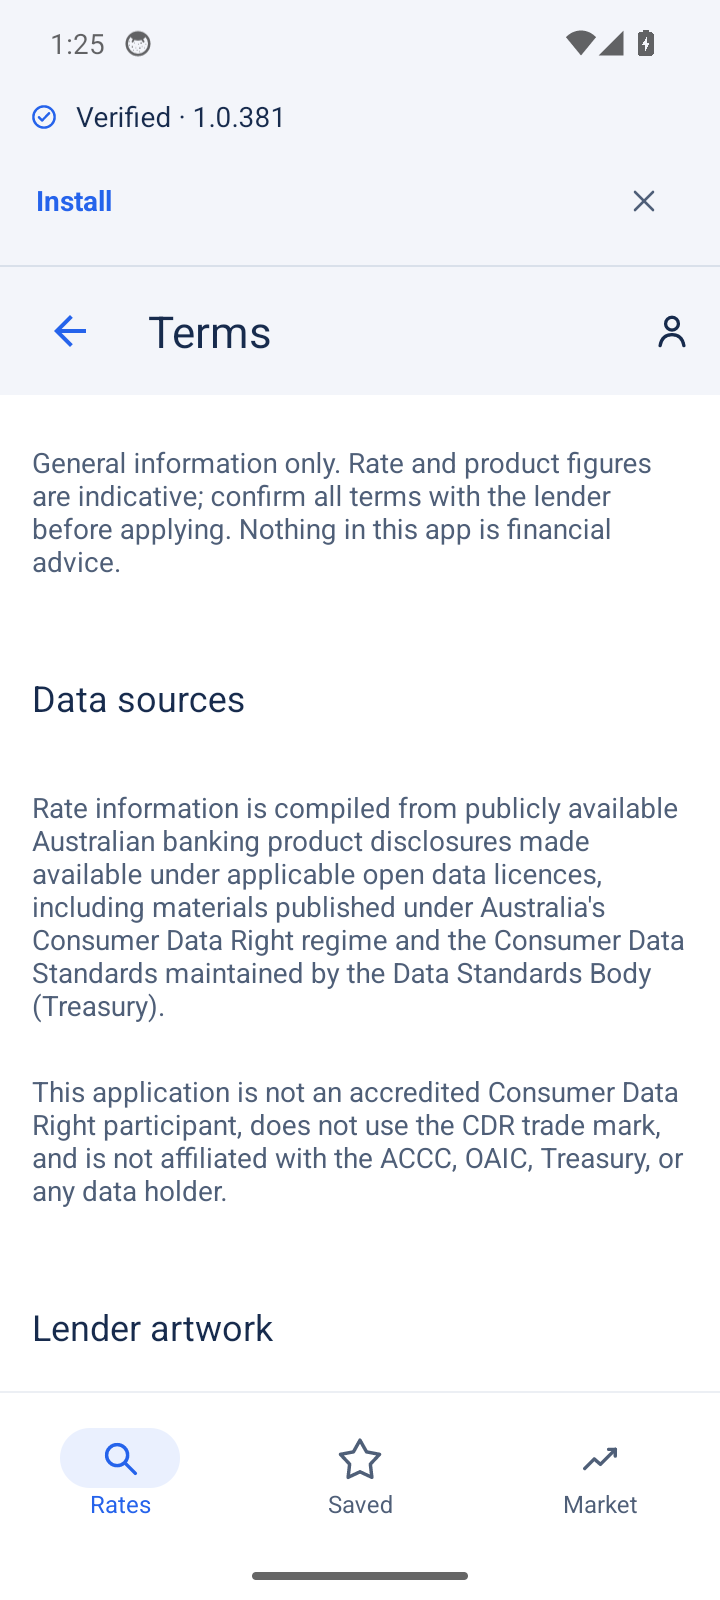 1:25
Verified · 1.0.381
Install
Terms
General information only. Rate and product figures
are indicative; confirm all terms with the lender
before applying. Nothing in this app is financial
advice.
Data sources
Rate information is compiled from publicly available
Australian banking product disclosures made
available under applicable open data licences,
including materials published under Australia's
Consumer Data Right regime and the Consumer Data
Standards maintained by the Data Standards Body
(Treasury).
This application is not an accredited Consumer Data
Right participant, does not use the CDR trade mark,
and is not affiliated with the ACCC, OAIC, Treasury, or
any data holder.
Lender artwork
Rates
Saved
Market